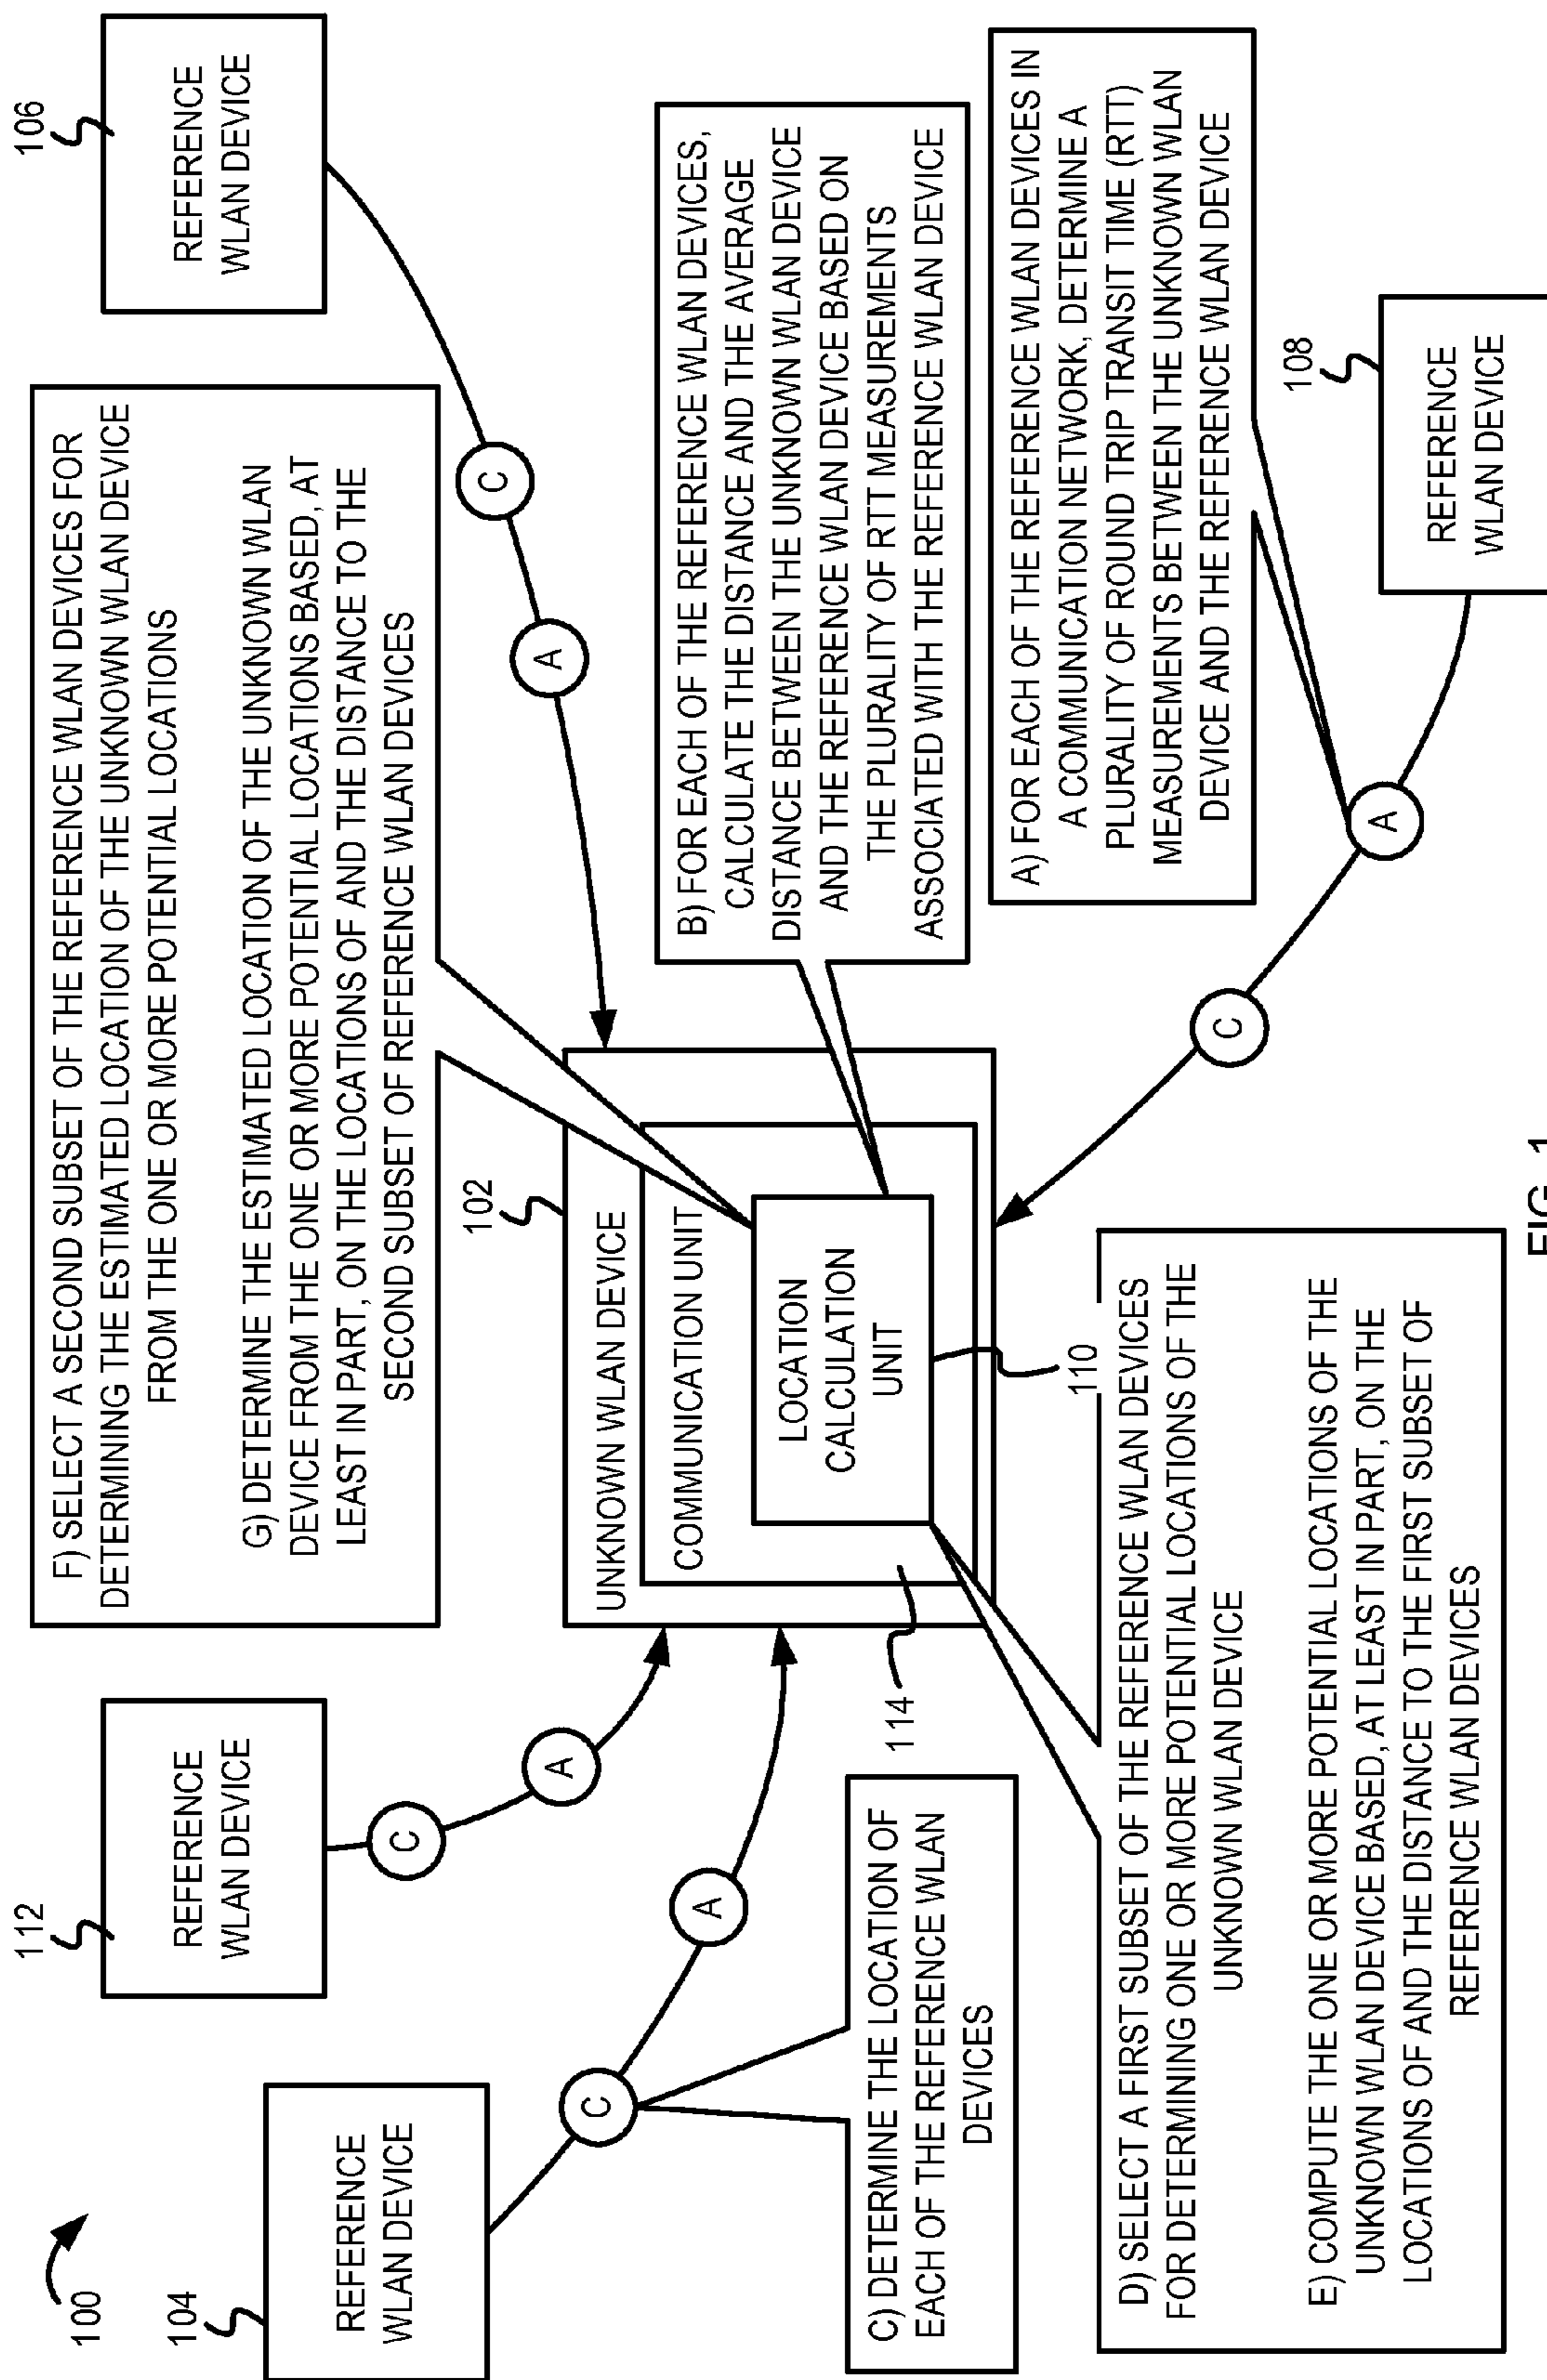 100
104
REFERENCE
WLAN DEVICE
112
REFERENCE
WLAN DEVICE
106
REFERENCE
WLAN DEVICE
F) SELECT A SECOND SUBSET OF THE REFERENCE WLAN DEVICES FOR
DETERMINING THE ESTIMATED LOCATION OF THE UNKNOWN WLAN DEVICE
FROM THE ONE OR MORE POTENTIAL LOCATIONS
G) DETERMINE THE ESTIMATED LOCATION OF THE UNKNOWN WLAN
DEVICE FROM THE ONE OR MORE POTENTIAL LOCATIONS BASED, AT
LEAST IN PART, ON THE LOCATIONS OF AND THE DISTANCE TO THE
SECOND SUBSET OF REFERENCE WLAN DEVICES
C
A
C
A
C
A
102
UNKNOWN WLAN DEVICE
COMMUNICATION UNIT
LOCATION
CALCULATION
UNIT
114
110
B) FOR EACH OF THE REFERENCE WLAN DEVICES,
CALCULATE THE DISTANCE AND THE AVERAGE
DISTANCE BETWEEN THE UNKNOWN WLAN DEVICE
AND THE REFERENCE WLAN DEVICE BASED ON
THE PLURALITY OF RTT MEASUREMENTS
ASSOCIATED WITH THE REFERENCE WLAN DEVICE
C) DETERMINE THE LOCATION OF
EACH OF THE REFERENCE WLAN
DEVICES
A) FOR EACH OF THE REFERENCE WLAN DEVICES IN
A COMMUNICATION NETWORK, DETERMINE A
PLURALITY OF ROUND TRIP TRANSIT TIME (RTT)
MEASUREMENTS BETWEEN THE UNKNOWN WLAN
DEVICE AND THE REFERENCE WLAN DEVICE
C
A
108
REFERENCE
WLAN DEVICE
D) SELECT A FIRST SUBSET OF THE REFERENCE WLAN DEVICES
FOR DETERMINING ONE OR MORE POTENTIAL LOCATIONS OF THE
UNKNOWN WLAN DEVICE
E) COMPUTE THE ONE OR MORE POTENTIAL LOCATIONS OF THE
UNKNOWN WLAN DEVICE BASED, AT LEAST IN PART, ON THE
LOCATIONS OF AND THE DISTANCE TO THE FIRST SUBSET OF
REFERENCE WLAN DEVICES
FIG. 1